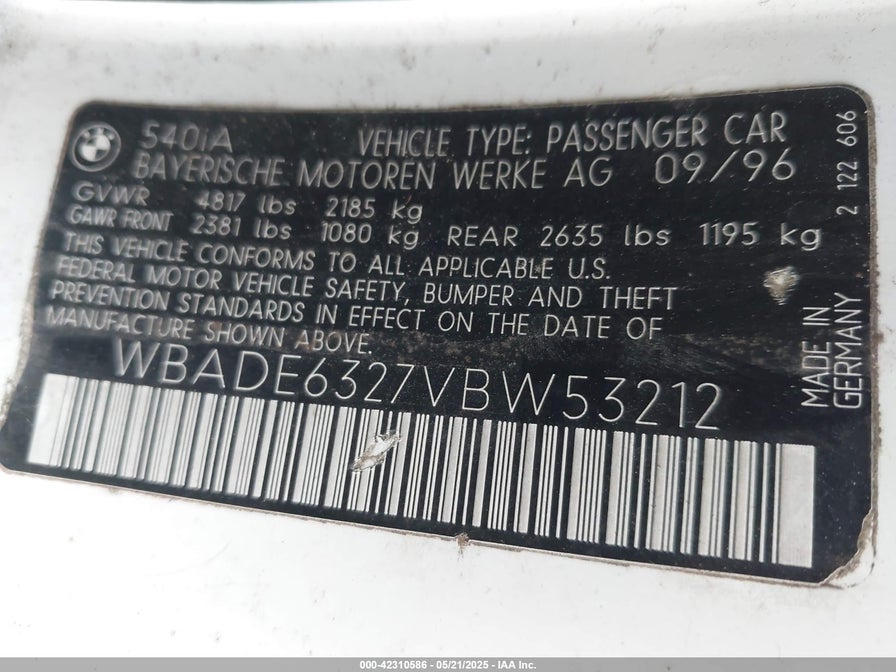 BMW
540iA VEHICLE TYPE: PASSENGER CAR
BAYERISCHE MOTOREN WERKE AG 09/96
GVWR 4817 lbs 2185 kg
GAWR FRONT 2381 lbs 1080 kg REAR 2635 lbs 1195 kg
THIS VEHICLE CONFORMS TO ALL APPLICABLE U.S.
FEDERAL MOTOR VEHICLE SAFETY, BUMPER AND THEFT
PREVENTION STANDARDS IN EFFECT ON THE DATE OF
MANUFACTURE SHOWN ABOVE.
WBADE6327VBW53212
2 122 606
MADE IN
GERMANY
000-42310586 - 05/21/2025 - IAA Inc.